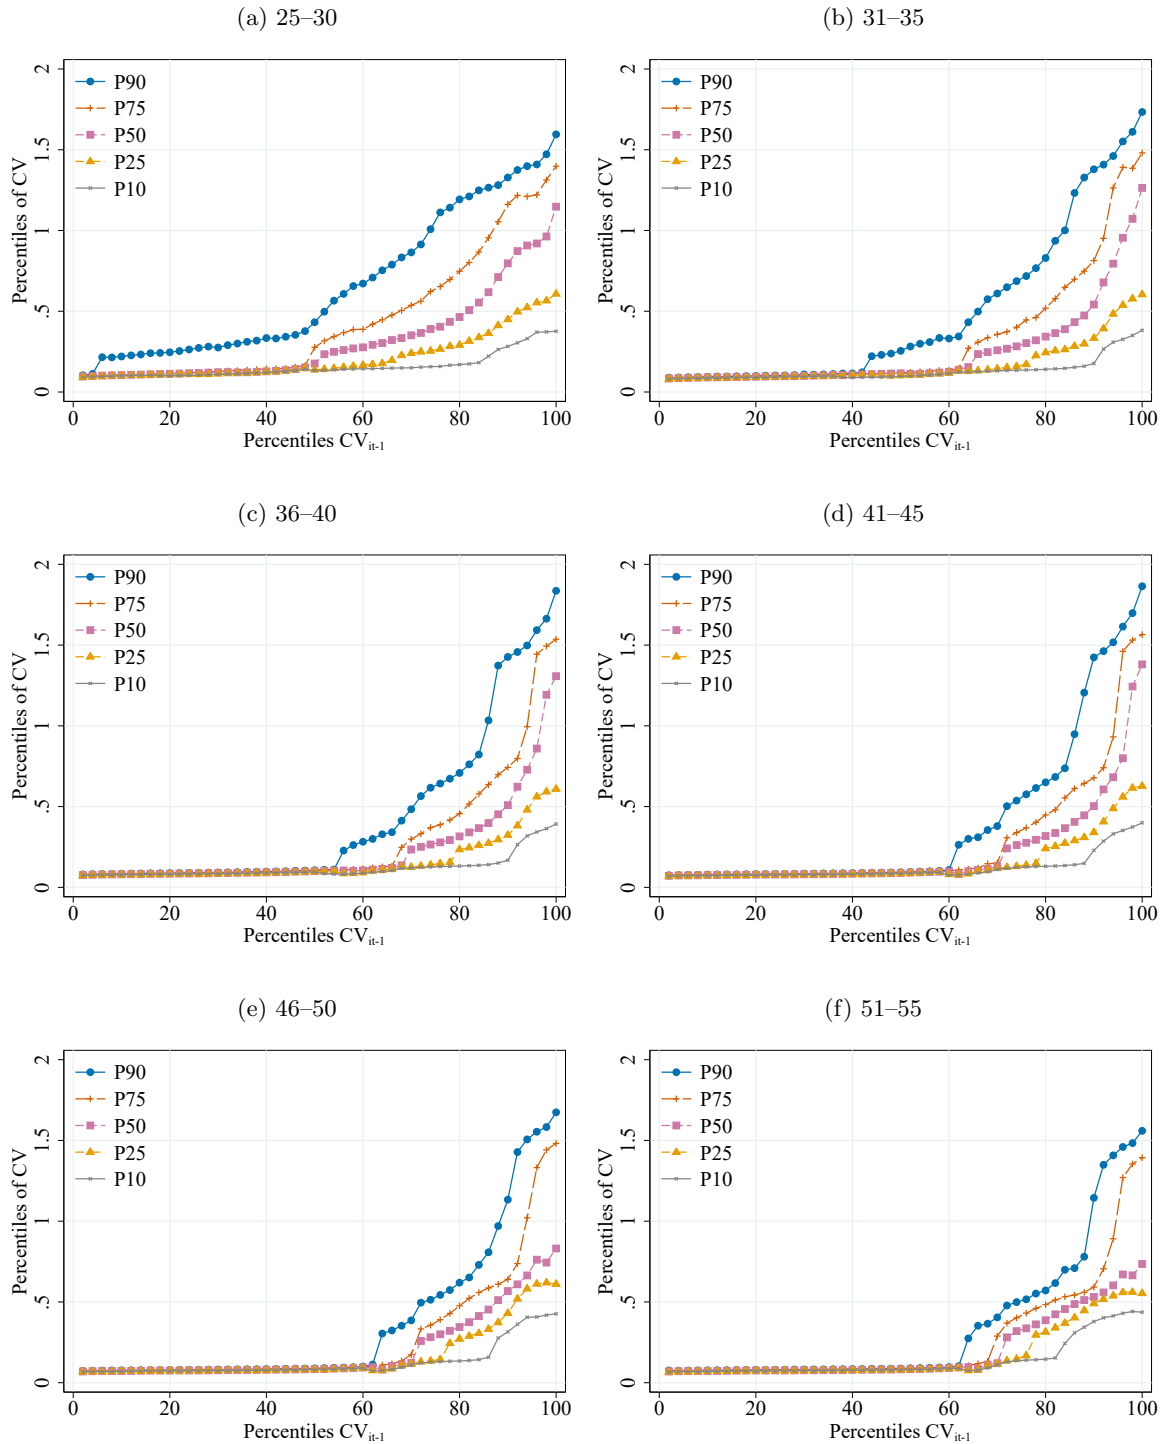 (a) 25–30
2
1.5
1
.5
0
Percentiles of CV
P90
P75
P50
P25
P10
0 20 40 60 80 100
Percentiles CVit-1
(b) 31–35
2
1.5
1
.5
0
Percentiles of CV
P90
P75
P50
P25
P10
0 20 40 60 80 100
Percentiles CVit-1
(c) 36–40
2
1.5
1
.5
0
Percentiles of CV
P90
P75
P50
P25
P10
0 20 40 60 80 100
Percentiles CVit-1
(d) 41–45
2
1.5
1
.5
0
Percentiles of CV
P90
P75
P50
P25
P10
0 20 40 60 80 100
Percentiles CVit-1
(e) 46–50
2
1.5
1
.5
0
Percentiles of CV
P90
P75
P50
P25
P10
0 20 40 60 80 100
Percentiles CVit-1
(f) 51–55
2
1.5
1
.5
0
Percentiles of CV
P90
P75
P50
P25
P10
0 20 40 60 80 100
Percentiles CVit-1